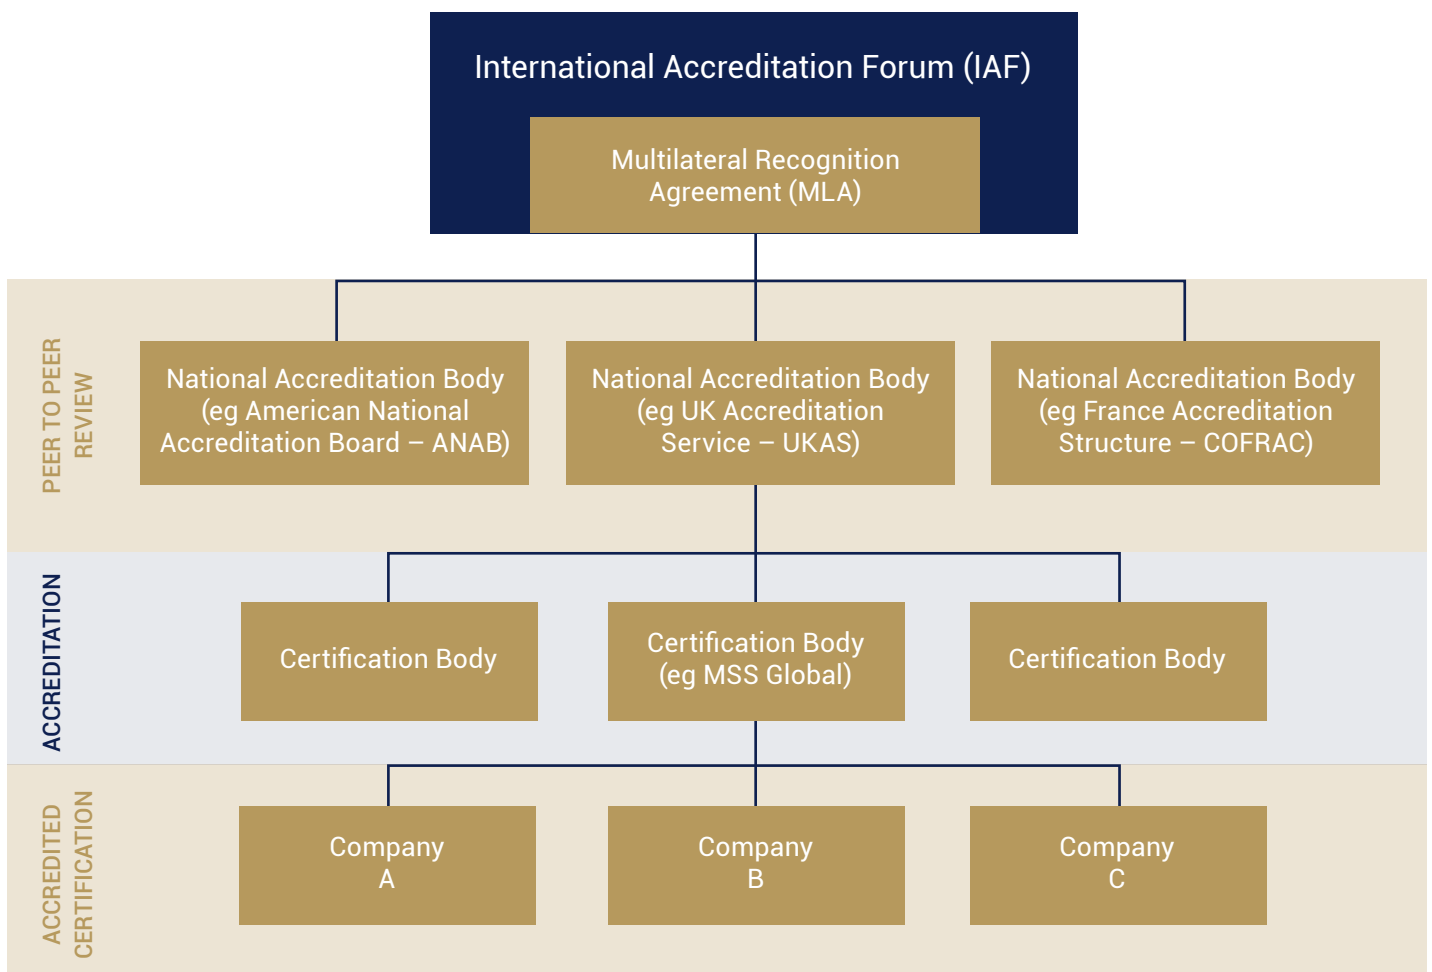 International Accreditation Forum (IAF)
Multilateral Recognition
Agreement (MLA)
PEER TO PEER
REVIEW
National Accreditation Body
(eg American National
Accreditation Board – ANAB)
National Accreditation Body
(eg UK Accreditation
Service – UKAS)
National Accreditation Body
(eg France Accreditation
Structure – COFRAC)
ACCREDITATION
Certification Body
Certification Body
(eg MSS Global)
Certification Body
ACCREDITED
CERTIFICATION
Company
A
Company
B
Company
C